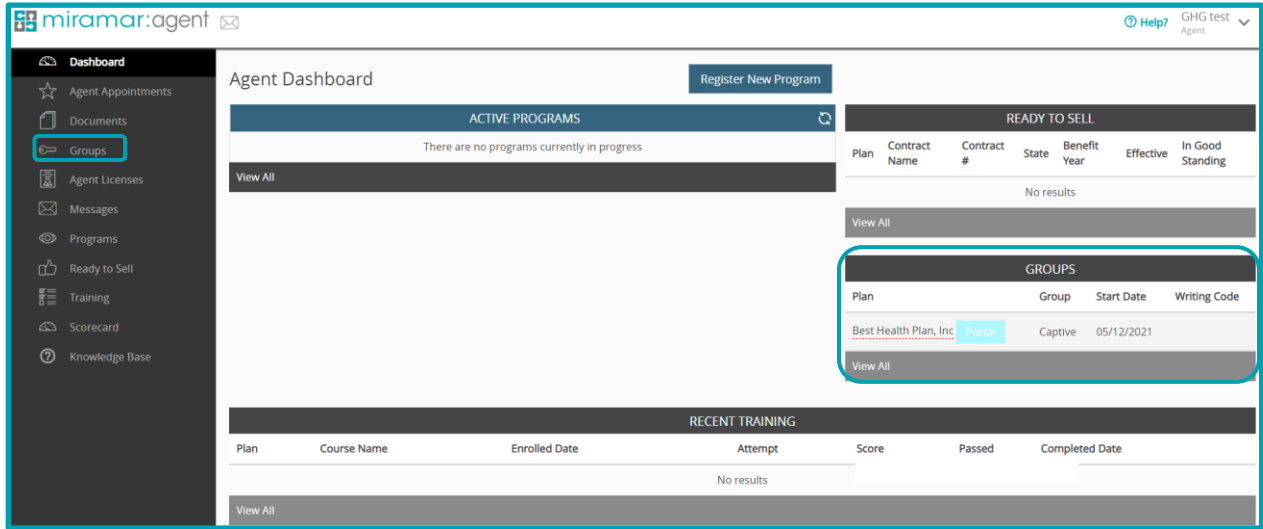 miramar:agent
Help?
GHG test
Agent
Dashboard
Agent Appointments
Documents
Groups
Agent Licenses
Messages
Programs
Ready to Sell
Training
Scorecard
Knowledge Base
Agent Dashboard
Register New Program
ACTIVE PROGRAMS
There are no programs currently in progress
View All
READY TO SELL
Plan Contract Name Contract # State Benefit Year Effective In Good Standing
No results
View All
GROUPS
Plan Group Start Date Writing Code
Best Health Plan, Inc Portal Captive 05/12/2021
View All
RECENT TRAINING
Plan Course Name Enrolled Date Attempt Score Passed Completed Date
No results
View All